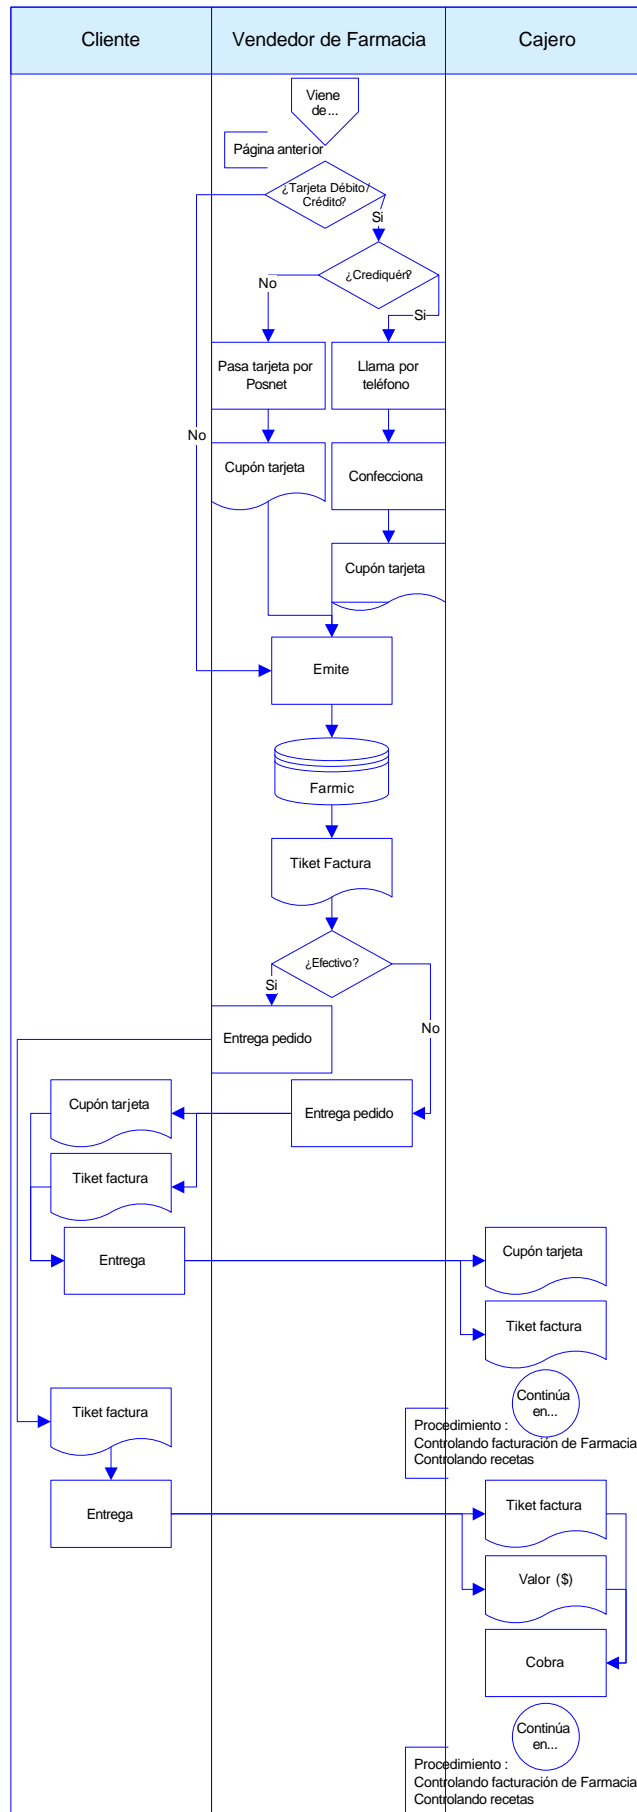 Cliente
Vendedor de Farmacia
Cajero
Viene
de...
Página anterior
¿Tarjeta Débito/
Crédito?
Si
¿Crediquén?
No
Si
Pasa tarjeta por
Posnet
Llama por
teléfono
No
Cupón tarjeta
Confecciona
Cupón tarjeta
Emite
Farmic
Tiket Factura
¿Efectivo?
Si
No
Entrega pedido
Cupón tarjeta
Entrega pedido
Tiket factura
Entrega
Cupón tarjeta
Tiket factura
Continúa
en...
Tiket factura
Procedimiento :
Controlando facturación de Farmacia
Controlando recetas
Entrega
Tiket factura
Valor ($)
Cobra
Continúa
en...
Procedimiento :
Controlando facturación de Farmacia
Controlando recetas